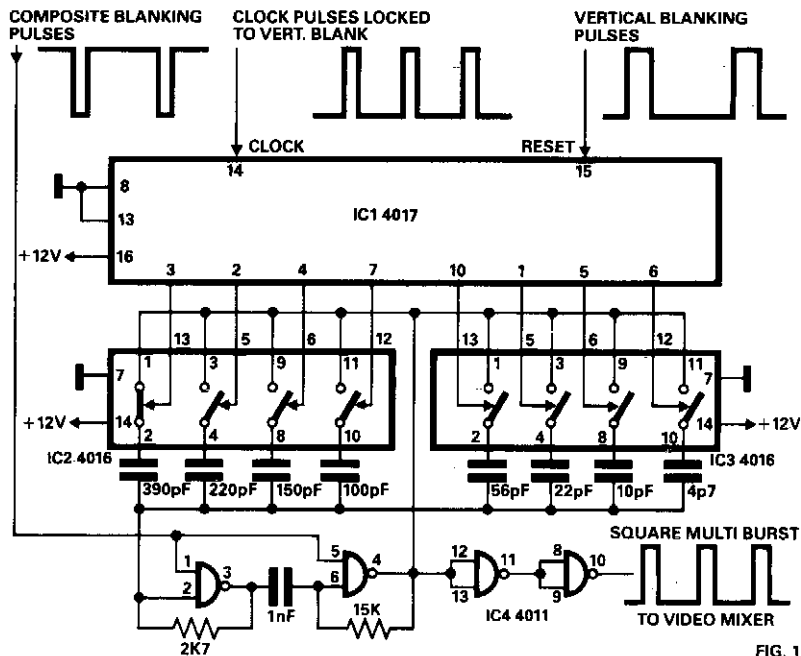 COMPOSITE BLANKING
PULSES
CLOCK PULSES LOCKED
TO VERT. BLANK
VERTICAL BLANKING
PULSES
CLOCK
RESET
14
15
8
13
+12V
16
IC1 4017
3 2 4 7 10 1 5 6
13 5 6 12 13 5 6 12
1 3 9 11 1 3 9 11
7
7
+12V
14
14
+12V
2 4 8 10 2 4 8 10
IC2 4016
IC3 4016
390pF 220pF 150pF 100pF 56pF 22pF 10pF 4p7
SQUARE MULTI BURST
1
2
3
1nF
5
6
4
15K
2K7
12
13
11
8
9
10
IC4 4011
TO VIDEO MIXER
FIG. 1